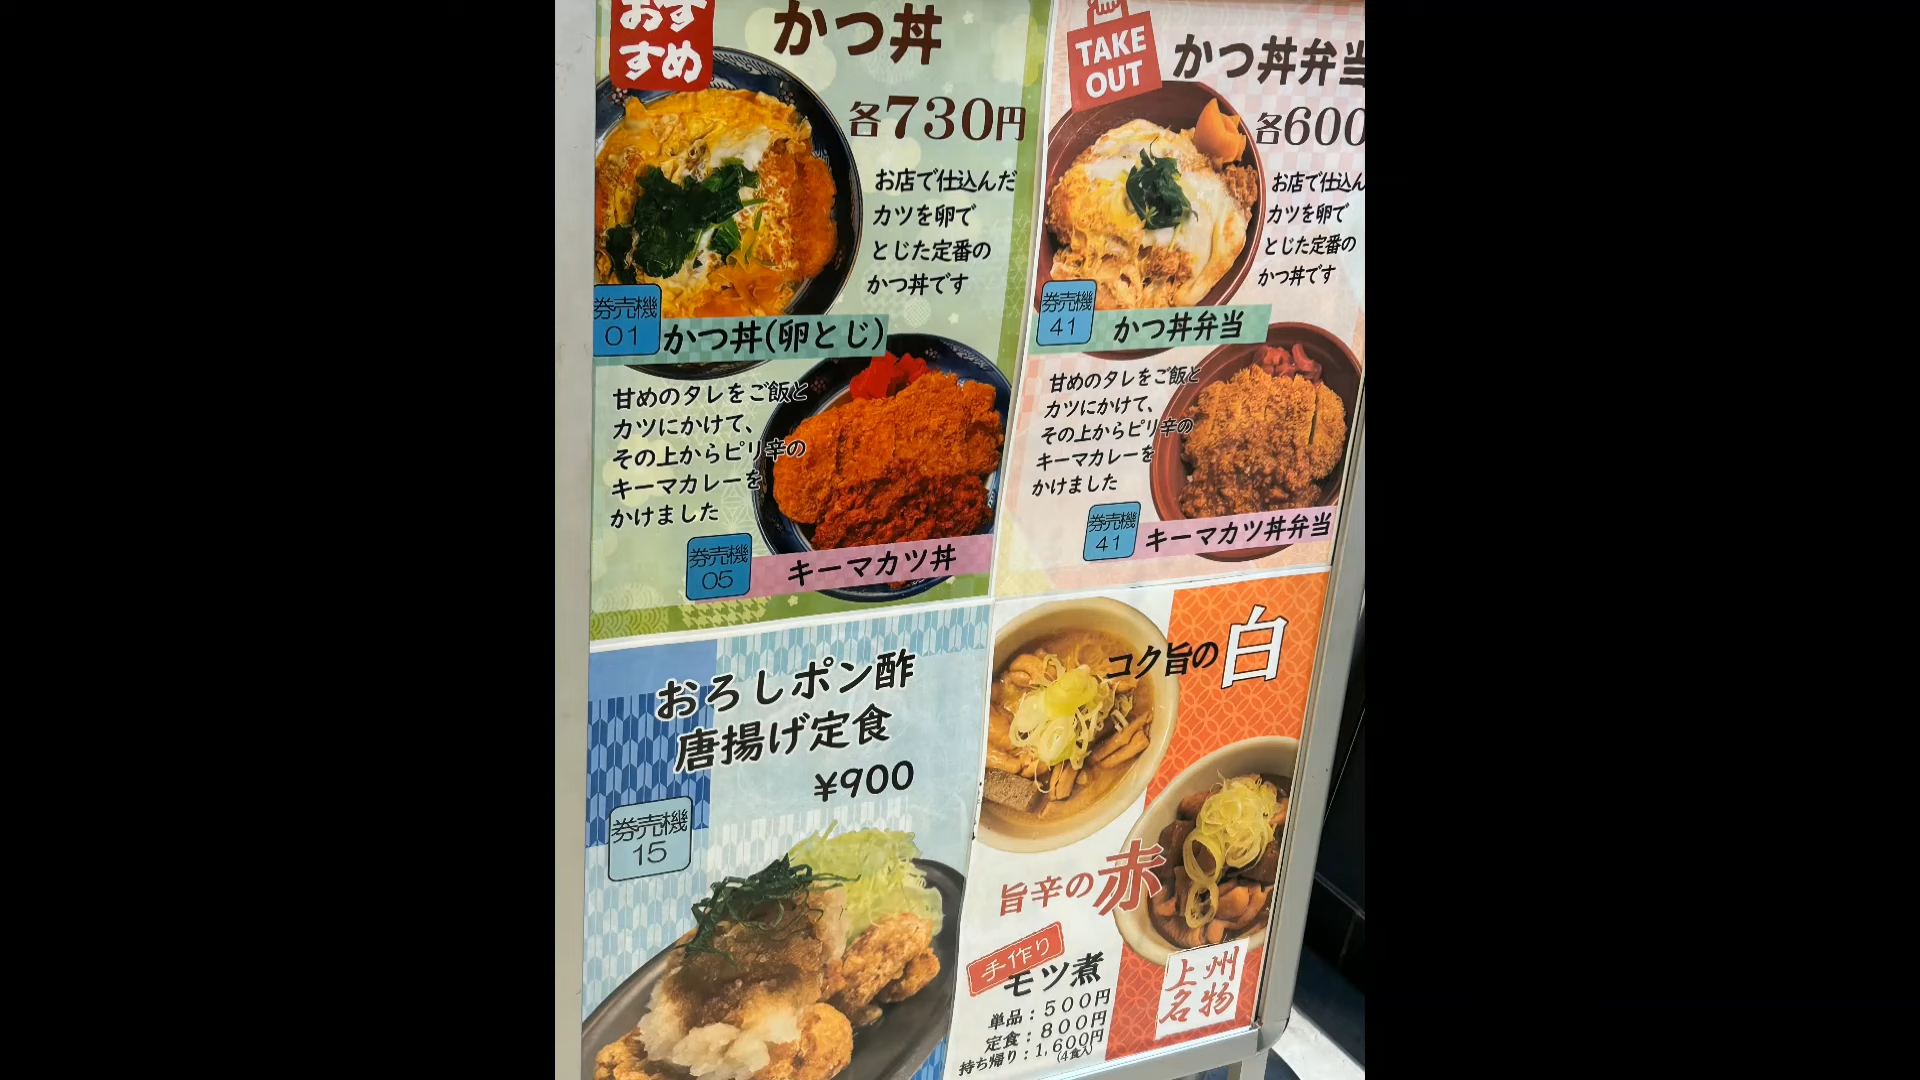 おす
すめ
かつ丼
各730円
お店で仕込んだ
カツを卵で
とじた定番の
かつ丼です
券売機
01
かつ丼(卵とじ)
甘めのタレをご飯と
カツにかけて、
その上からピリ辛の
キーマカレーを
かけました
券売機
05
キーマカツ丼
TAKE
OUT
かつ丼弁当
各600
お店で仕込ん
カツを卵で
とじた定番の
かつ丼です
券売機
41
かつ丼弁当
甘めのタレをご飯と
カツにかけて、
その上からピリ辛の
キーマカレーを
かけました
券売機
41
キーマカツ丼弁当
おろしポン酢
唐揚げ定食
¥900
券売機
15
コク旨の白
旨辛の赤
手作り
モツ煮
単品：500円
定食：800円
持ち帰り：1,600円
(4食入)
上州
名物